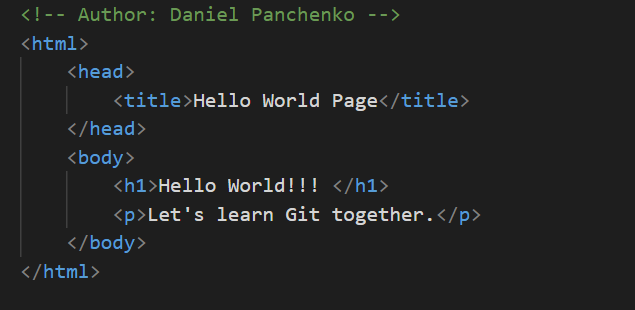 <!-- Author: Daniel Panchenko -->
<html>
    <head>
        <title>Hello World Page</title>
    </head>
    <body>
        <h1>Hello World!!! </h1>
        <p>Let's learn Git together.</p>
    </body>
</html>